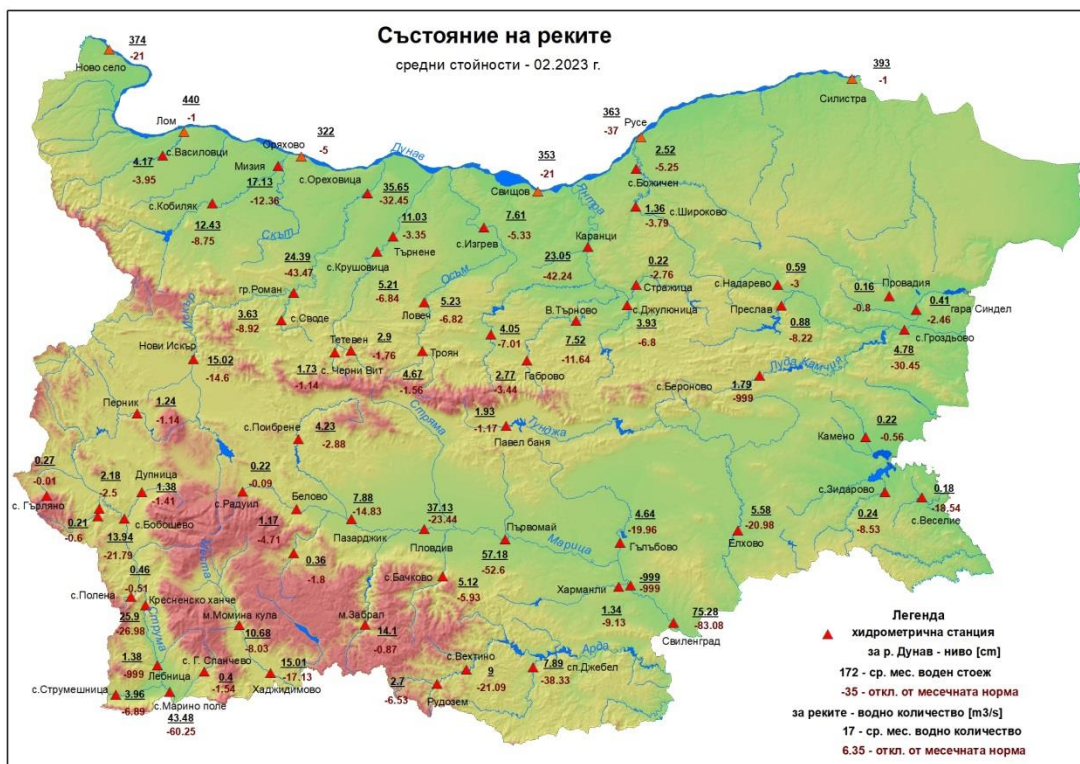 Състояние на реките
средни стойности - 02.2023 г.
374
-21
Ново село
393
-1
Силистра
440
-1
Лом
363
-37
Русе
322
-5
Оряхово
Дунав
353
-21
Свищов
4.17
-3.95
с.Василовци
Мизия
17.13
-12.36
с.Ореховица
35.65
-32.45
2.52
-5.25
с.Божичен
с.Кобиляк
12.43
-8.75
Скът
11.03
-3.35
Търнене
7.61
-5.33
с.Изгрев
Янтра
1.36
-3.79
с.Широково
Каранци
23.05
-42.24
24.39
-43.47
гр.Роман
с.Крушовица
5.21
-6.84
Осъм
Ловеч
5.23
-6.82
0.22
-2.76
Стражица
с.Надарево
0.59
-3
Провадия
0.16
-0.8
0.41
-2.46
гара Синдел
Искър
3.63
-8.92
с.Своде
4.05
-7.01
В.Търново
7.52
-11.64
с.Джулюница
3.93
-6.8
Преслав
0.88
-8.22
с.Гроздьово
4.78
-30.45
Нови Искър
15.02
-14.6
Тетевен
2.9
-1.76
1.73
-1.14
с. Черни Вит
Троян
4.67
-1.56
2.77
-3.44
Габрово
Луда Камчия
с.Бероново
1.79
-999
Перник
1.24
-1.14
с.Поибрене
4.23
-2.88
Стряма
1.93
-1.17
Павел баня
Тунджа
0.22
-0.56
Камено
0.27
-0.01
с. Гърляно
2.18
-2.5
Дупница
1.38
-1.41
0.22
-0.09
с.Радуил
Белово
7.88
-14.83
Пазарджик
37.13
-23.44
Пловдив
Първомай
57.18
-52.6
Марица
4.64
-19.96
Гълъбово
5.58
-20.98
Елхово
с.Зидарово
0.24
-8.53
0.18
-18.54
с.Веселие
0.21
-0.6
с.Бобошево
13.94
-21.79
1.17
-4.71
0.36
-1.8
Места
0.46
-0.51
с.Полена
Кресненско ханче
25.9
-26.98
Струма
м.Момина кула
10.68
-8.03
м.Забрал
14.1
-0.87
с.Бачково
5.12
-5.93
Харманли
1.34
-9.13
-999
-999
75.28
-83.08
Свиленград
1.38
-999
Лебница
с. Г. Спанчево
0.4
-1.54
15.01
-17.13
Хаджидимово
с.Струмешница
3.96
-6.89
с.Марино поле
43.48
-60.25
2.7
-6.53
Рудозем
с.Вехтино
9
-21.09
Арда
7.89
-38.33
сп.Джебел
Легенда
хидрометрична станция
за р. Дунав - ниво [cm]
172 - ср. мес. воден стоеж
-35 - откл. от месечната норма
за реките - водно количество [m3/s]
17 - ср. мес. водно количество
6.35 - откл. от месечната норма